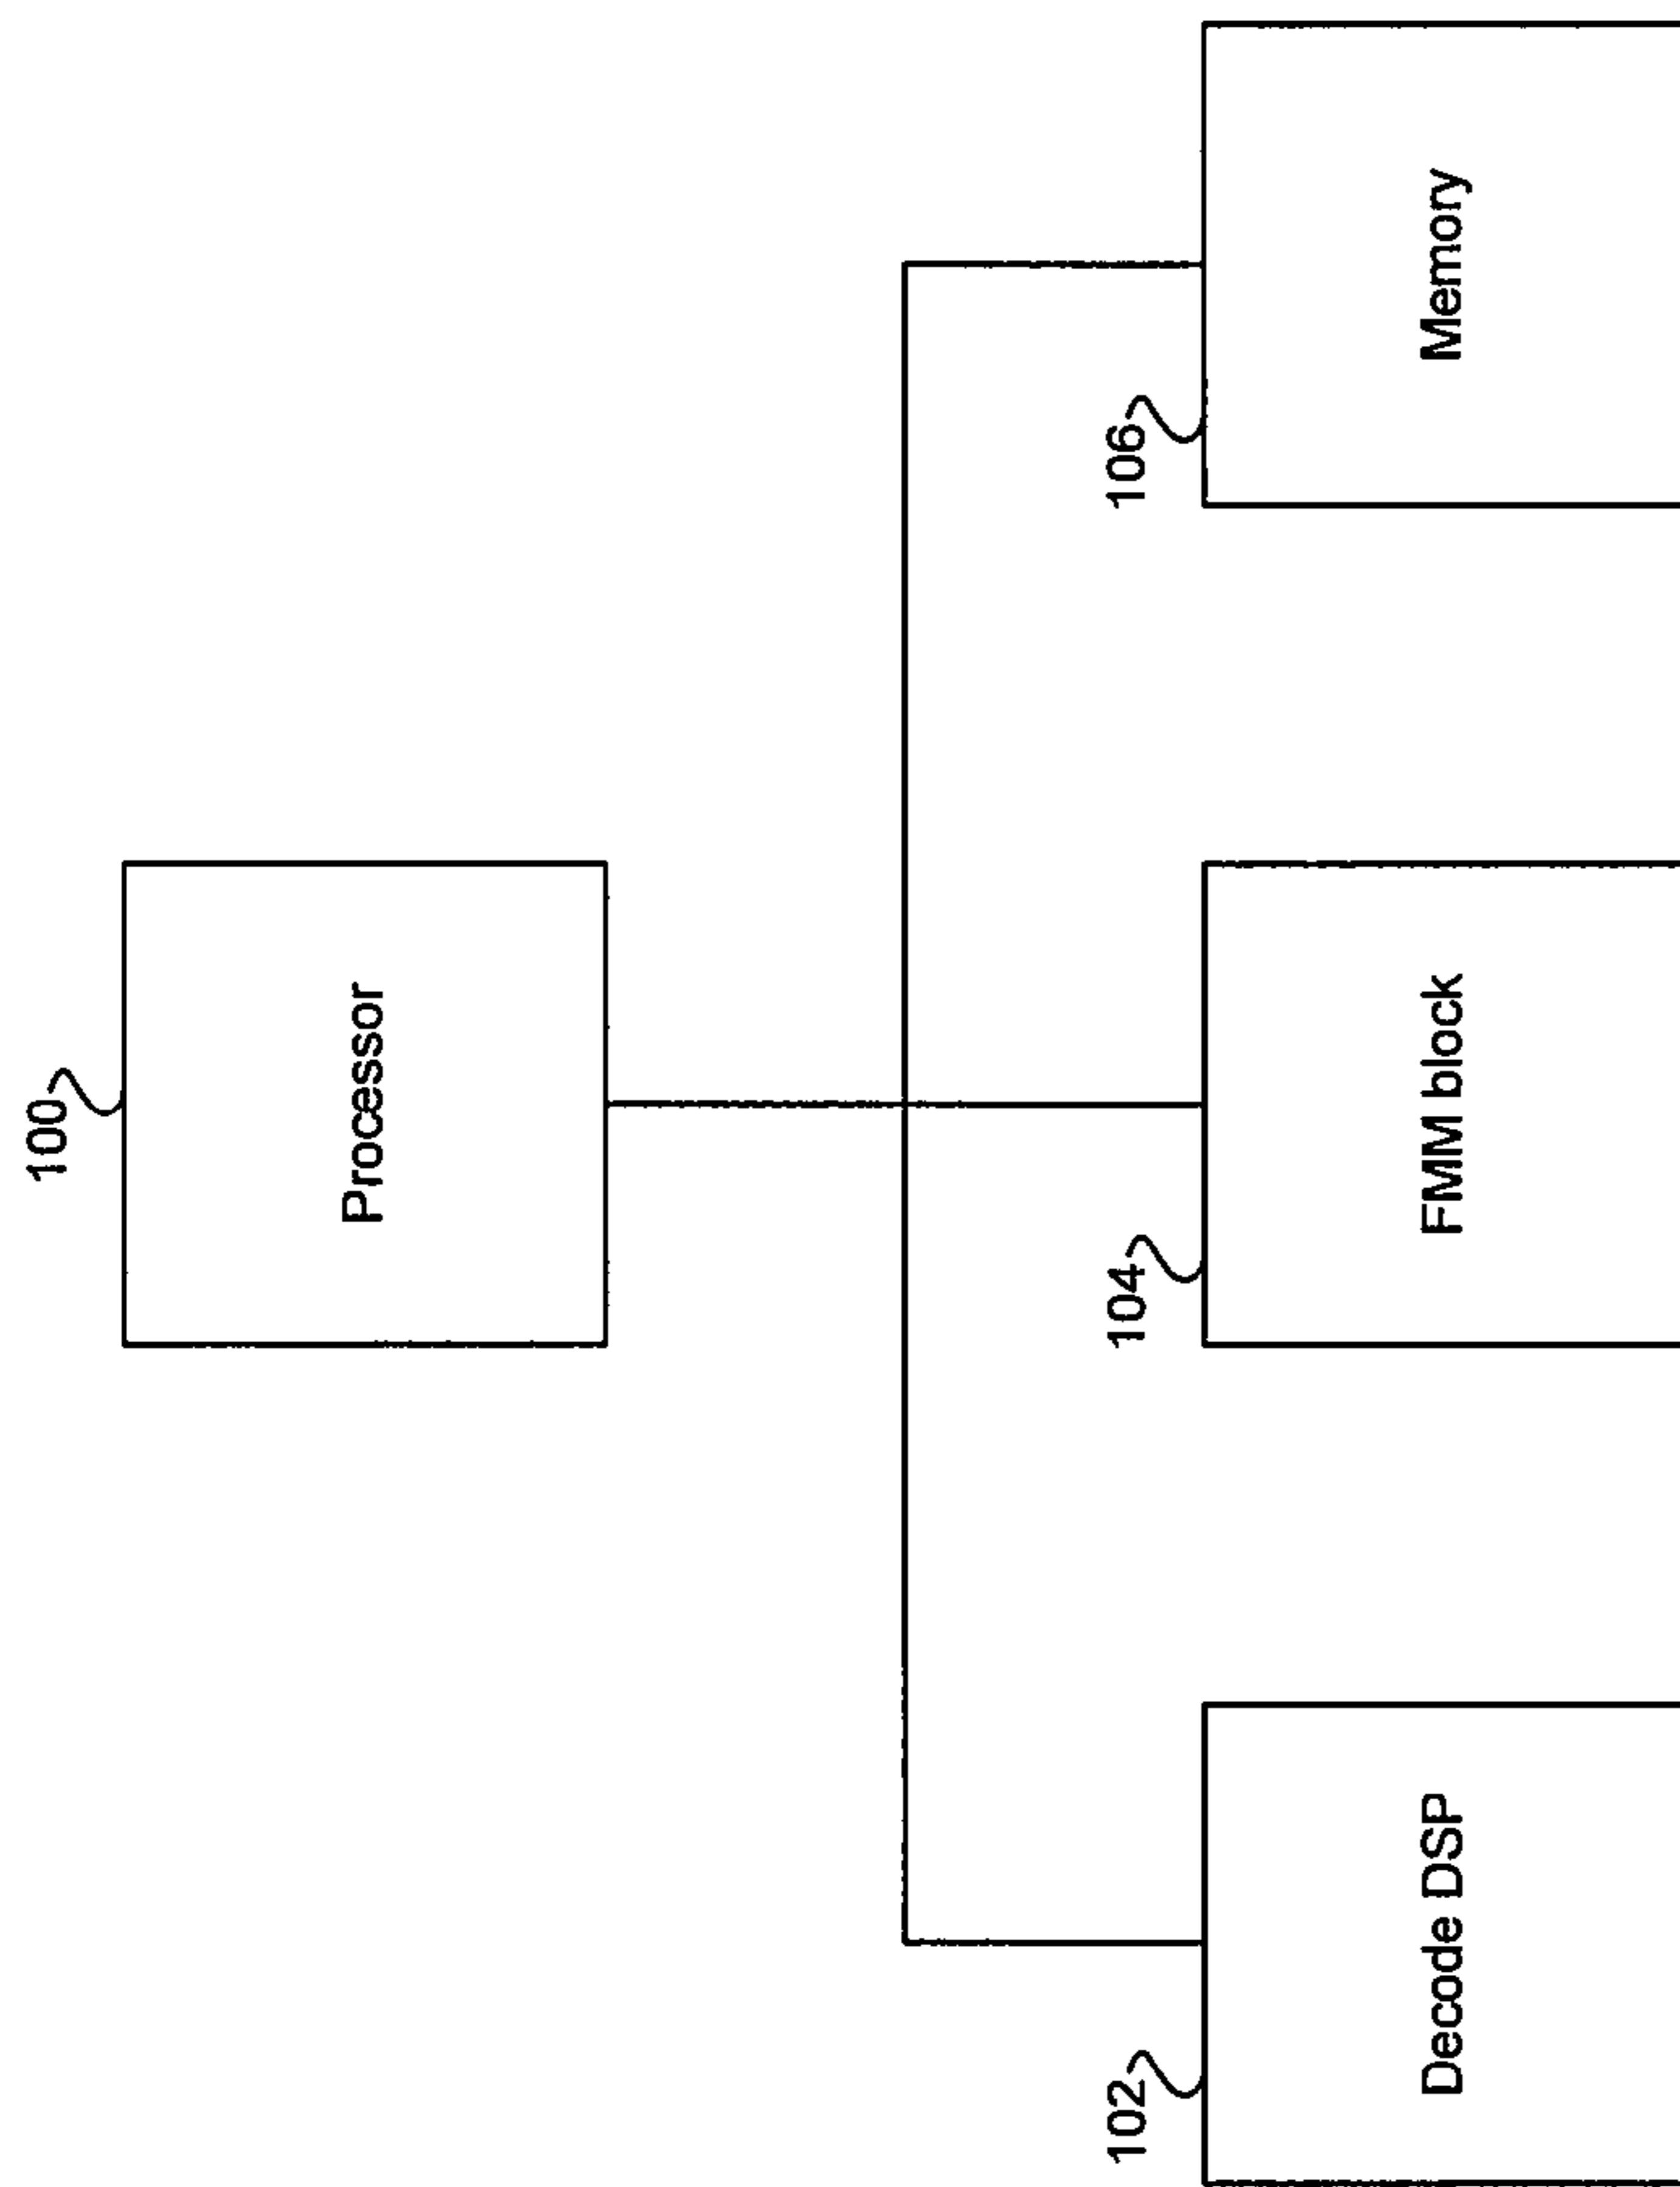 100
Processor
102
104
106
Decode DSP
FMM block
Memory